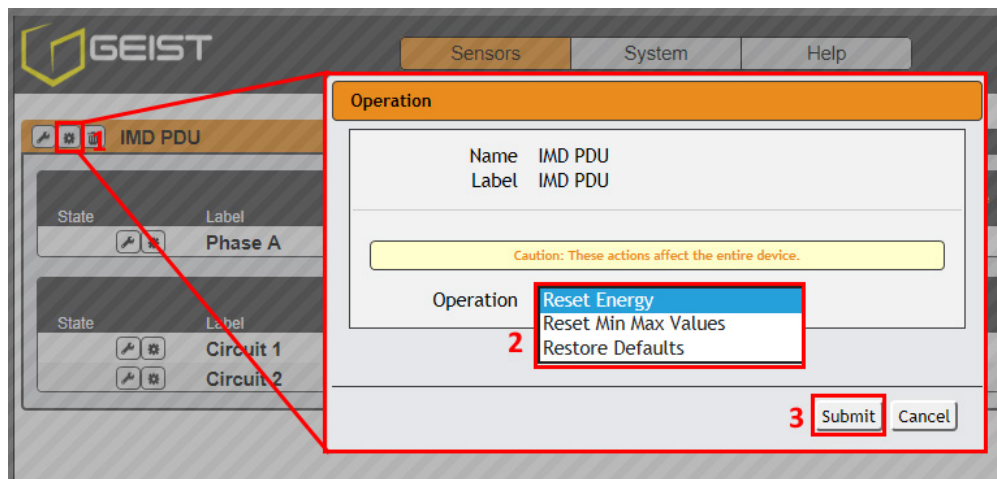 GEIST
Sensors System Help
Operation
1 IMD PDU
Name IMD PDU
Label IMD PDU
State Label
Phase A
Caution: These actions affect the entire device.
Operation Reset Energy
Reset Min Max Values
2 Restore Defaults
State Label
Circuit 1
Circuit 2
3 Submit Cancel